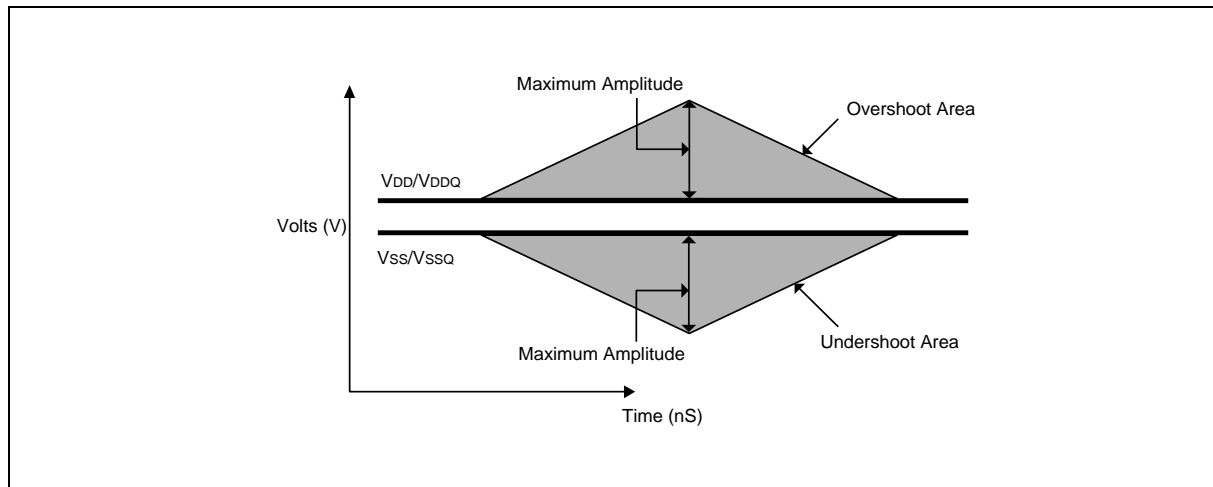 Maximum Amplitude
Overshoot Area
VDD/VDDQ
Volts (V)
VSS/VSSQ
Undershoot Area
Maximum Amplitude
Time (nS)